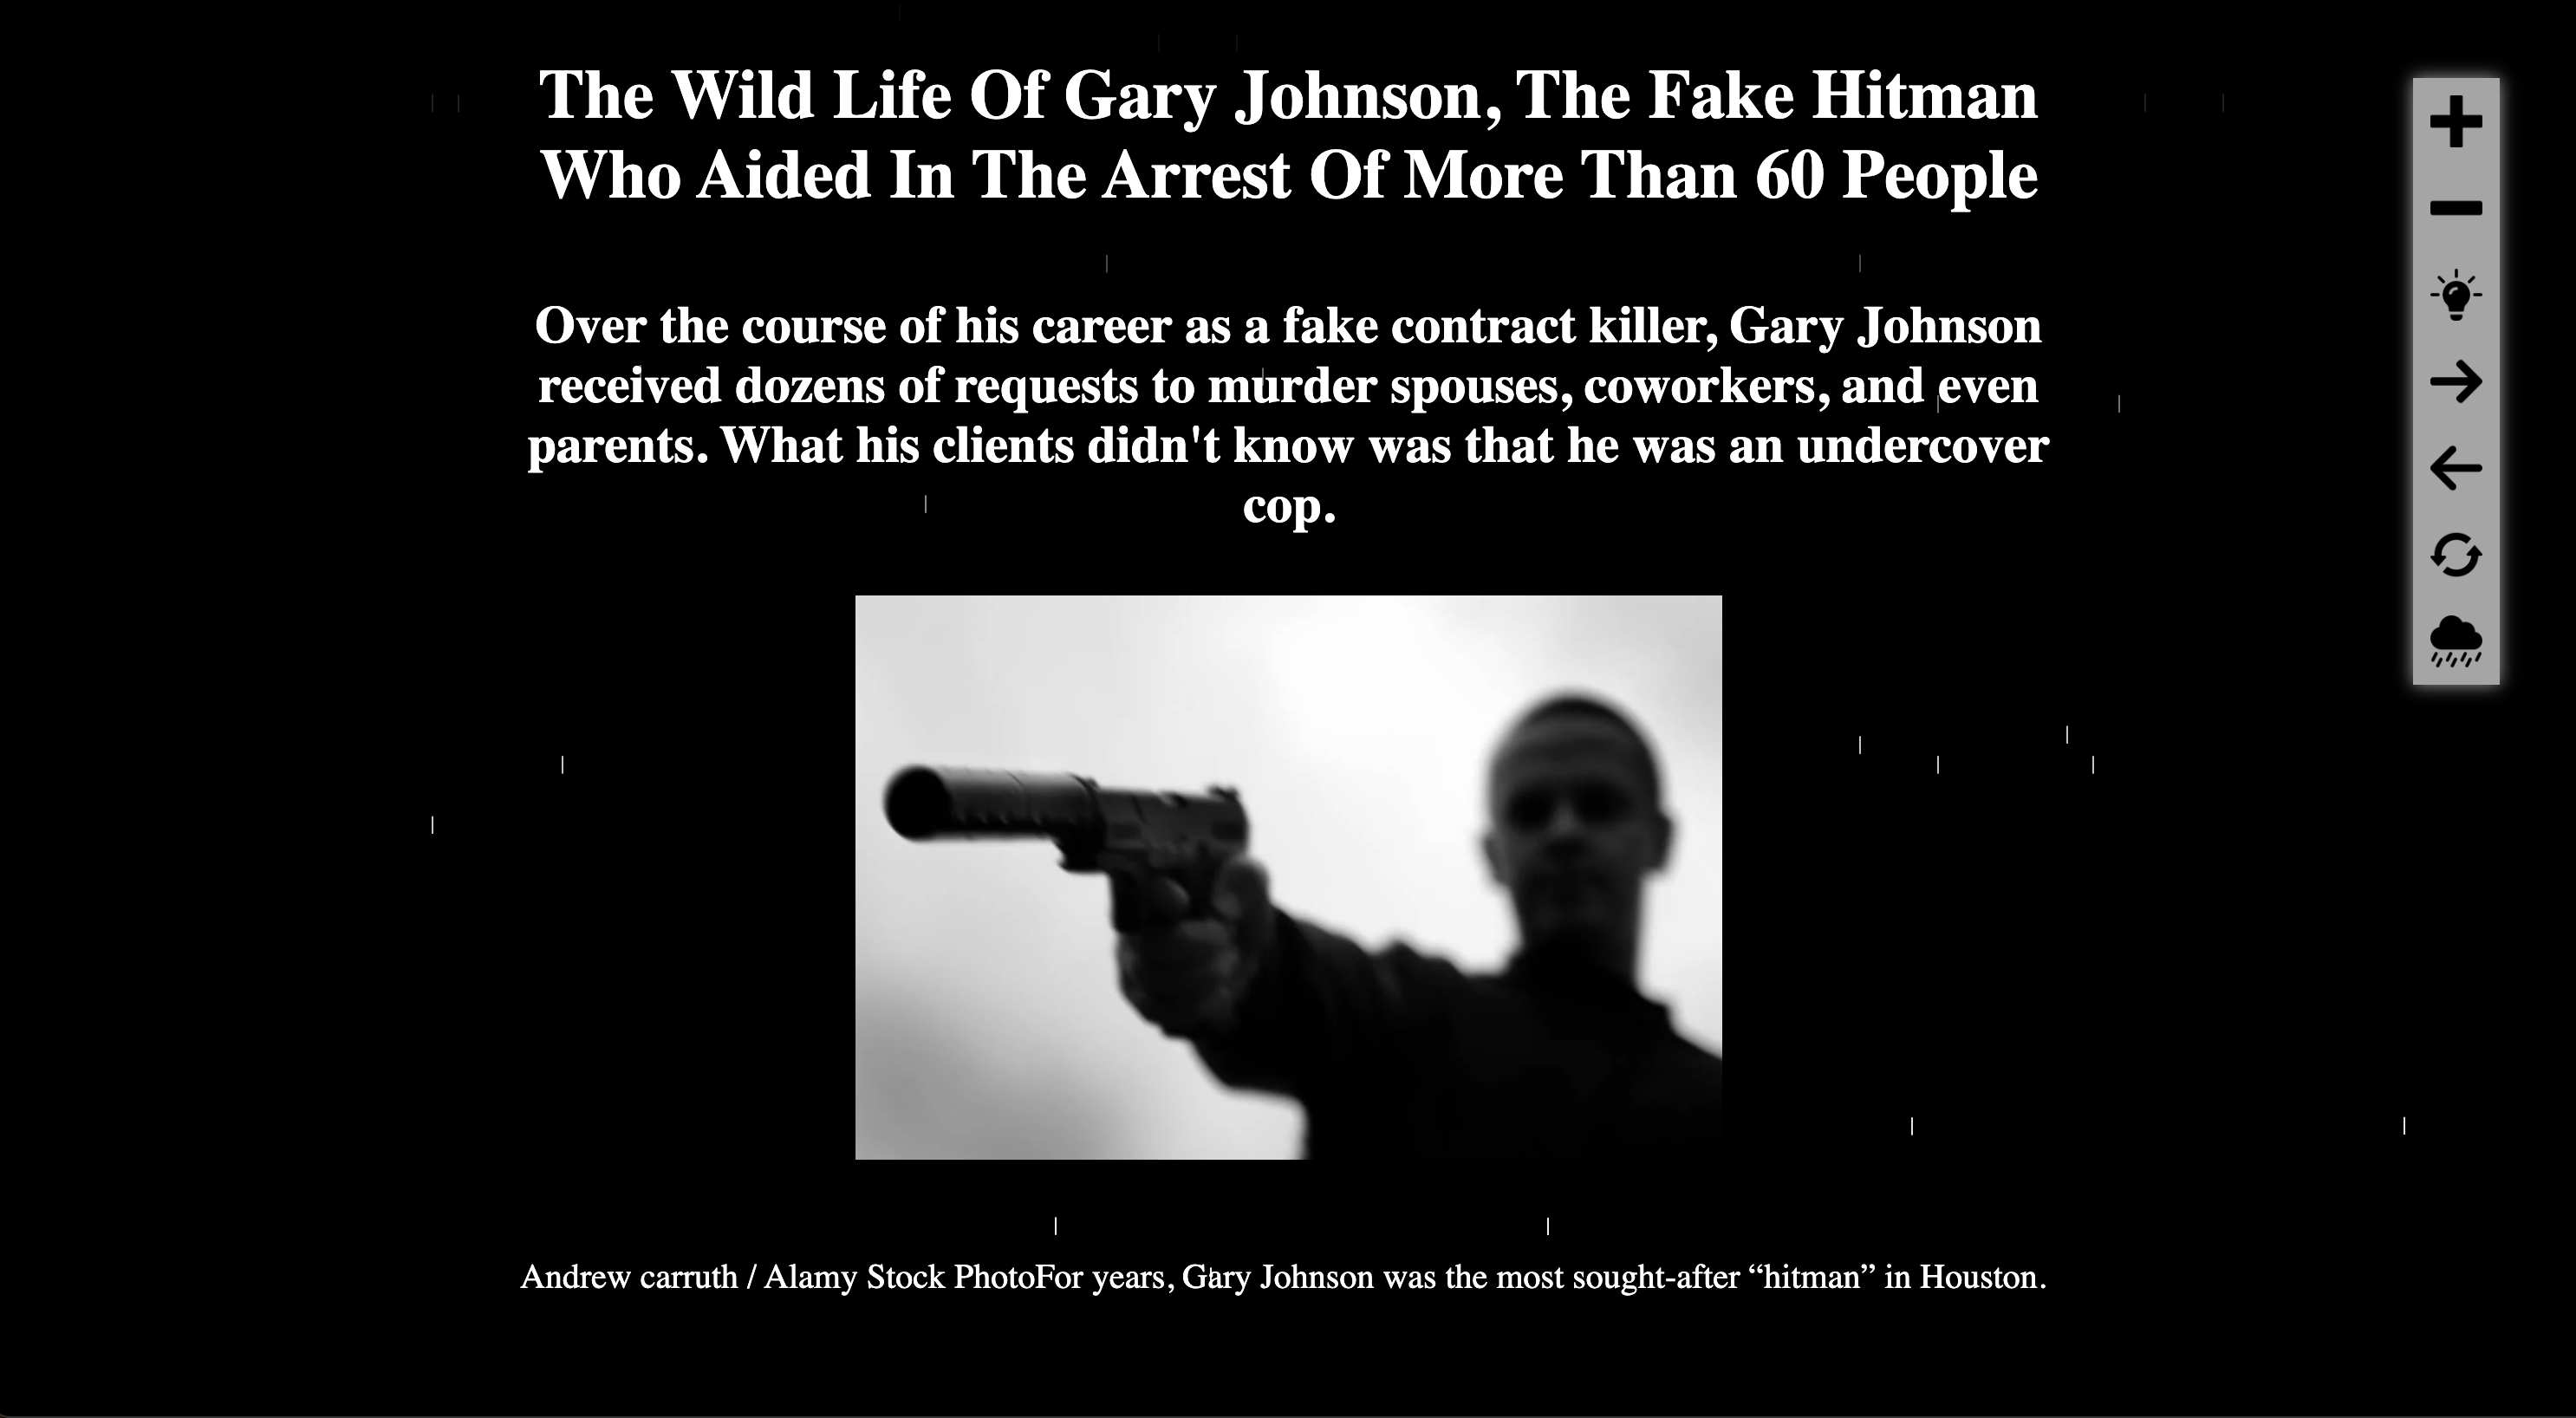 The Wild Life Of Gary Johnson, The Fake Hitman
Who Aided In The Arrest Of More Than 60 People
Over the course of his career as a fake contract killer, Gary Johnson
received dozens of requests to murder spouses, coworkers, and even
parents. What his clients didn't know was that he was an undercover
cop.
Andrew carruth / Alamy Stock PhotoFor years, Gary Johnson was the most sought-after “hitman” in Houston.